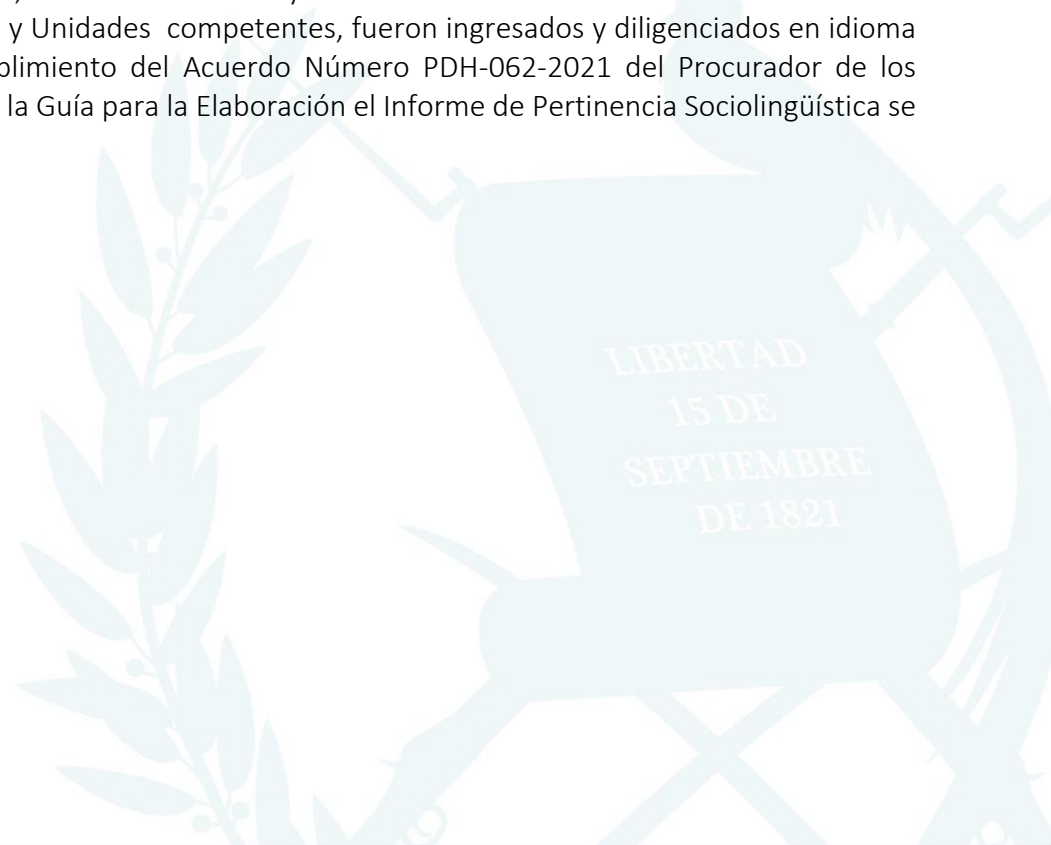 y Unidades competentes, fueron ingresados y diligenciados en idioma
del Acuerdo Número PDH-062-2021 del Procurador de los
la Guía para la Elaboración el Informe de Pertinencia Sociolingüística se
LIBERTAD
15 DE
SEPTIEMBRE
DE 1821